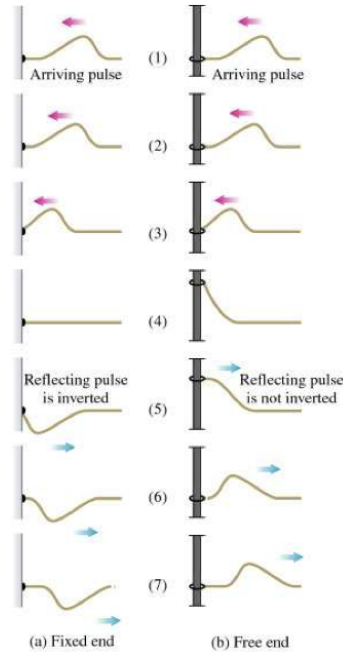 Arriving pulse (1) Arriving pulse
(2)
(3)
(4)
Reflecting pulse Reflecting pulse
is inverted (5) is not inverted
(6)
(7)
(a) Fixed end (b) Free end